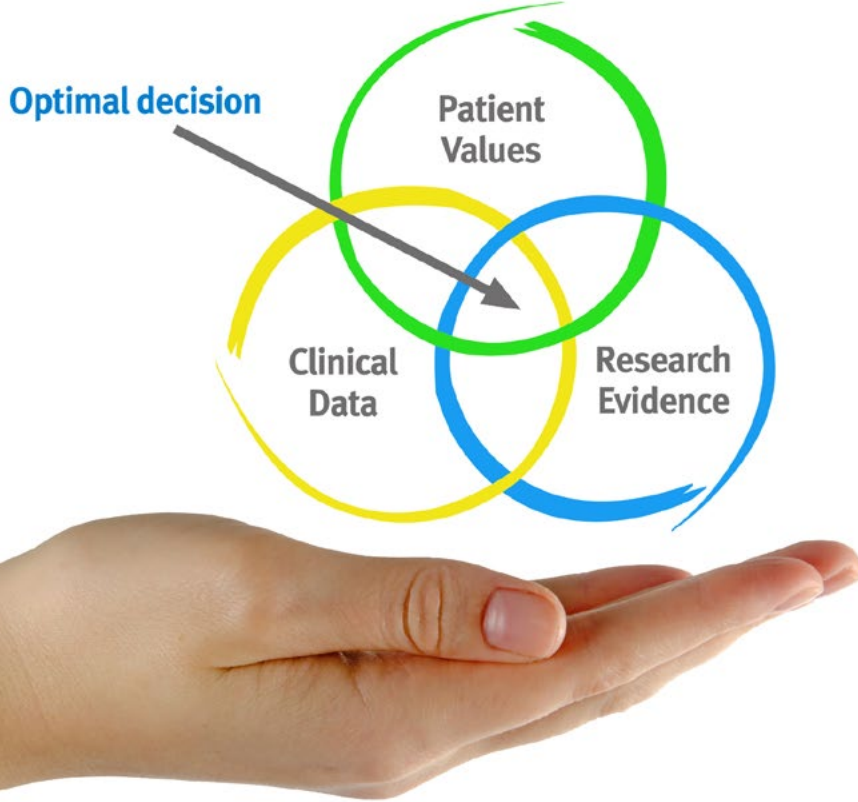 Optimal decision
Patient
Values
Clinical
Data
Research
Evidence